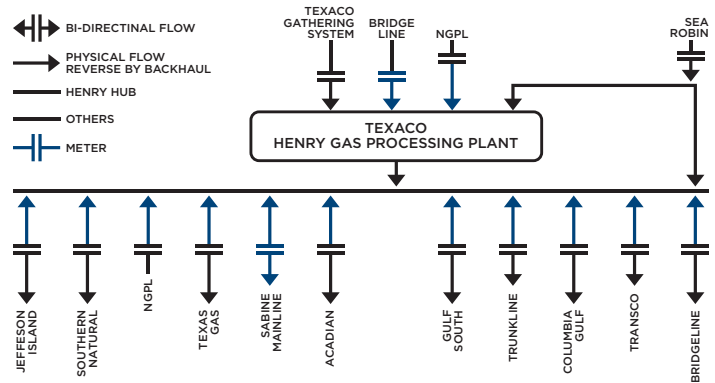 BI-DIRECTINAL FLOW
PHYSICAL FLOW
REVERSE BY BACKHAUL
HENRY HUB
OTHERS
METER
TEXACO
GATHERING
SYSTEM
BRIDGE
LINE
NGPL
SEA
ROBIN
TEXACO
HENRY GAS PROCESSING PLANT
JEFFESON
ISLAND
SOUTHERN
NATURAL
NGPL
TEXAS
GAS
SABINE
MAINLINE
ACADIAN
GULF
SOUTH
TRUNKLINE
COLUMBIA
GULF
TRANSCO
BRIDGELINE